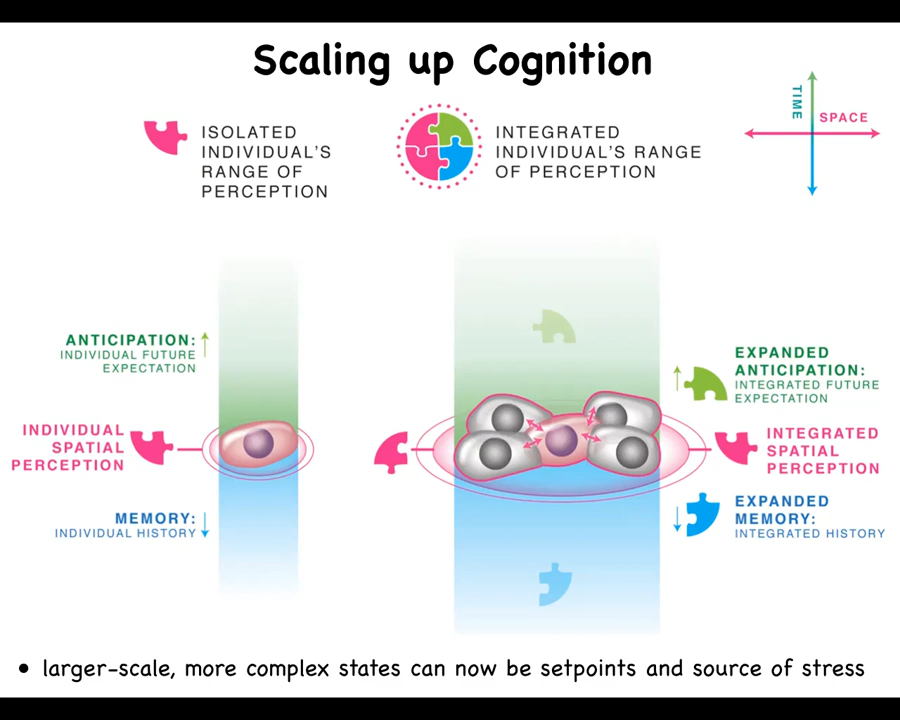 Scaling up Cognition
ISOLATED
INDIVIDUAL'S
RANGE OF
PERCEPTION
INTEGRATED
INDIVIDUAL'S RANGE
OF PERCEPTION
TIME
SPACE
ANTICIPATION:
INDIVIDUAL FUTURE
EXPECTATION
INDIVIDUAL
SPATIAL
PERCEPTION
MEMORY:
INDIVIDUAL HISTORY
EXPANDED
ANTICIPATION:
INTEGRATED FUTURE
EXPECTATION
INTEGRATED
SPATIAL
PERCEPTION
EXPANDED
MEMORY:
INTEGRATED HISTORY
• larger-scale, more complex states can now be setpoints and source of stress